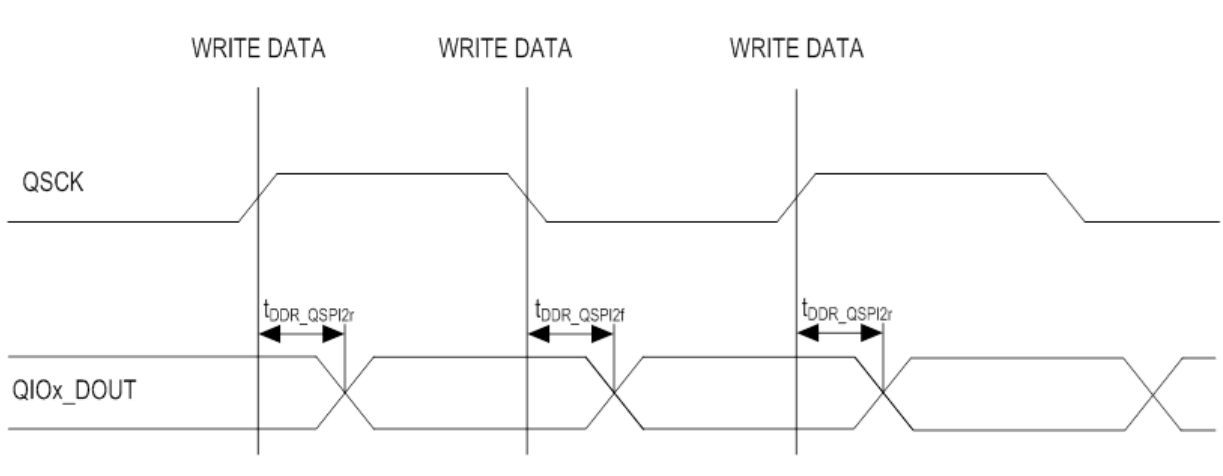 WRITE DATA WRITE DATA WRITE DATA
QSCK
tDDR_QSPI2r tDDR_QSPI2f tDDR_QSPI2r
QIOx_DOUT